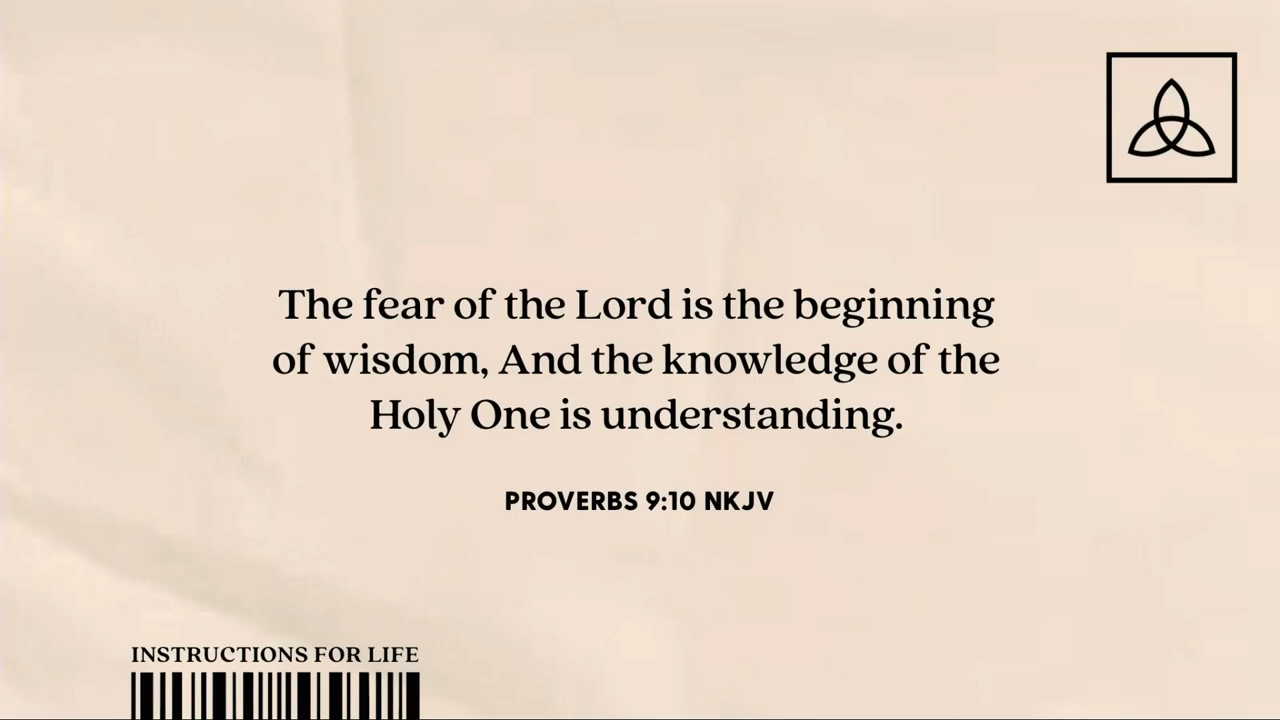 The fear of the Lord is the beginning
of wisdom, And the knowledge of the
Holy One is understanding.
PROVERBS 9:10 NKJV
INSTRUCTIONS FOR LIFE